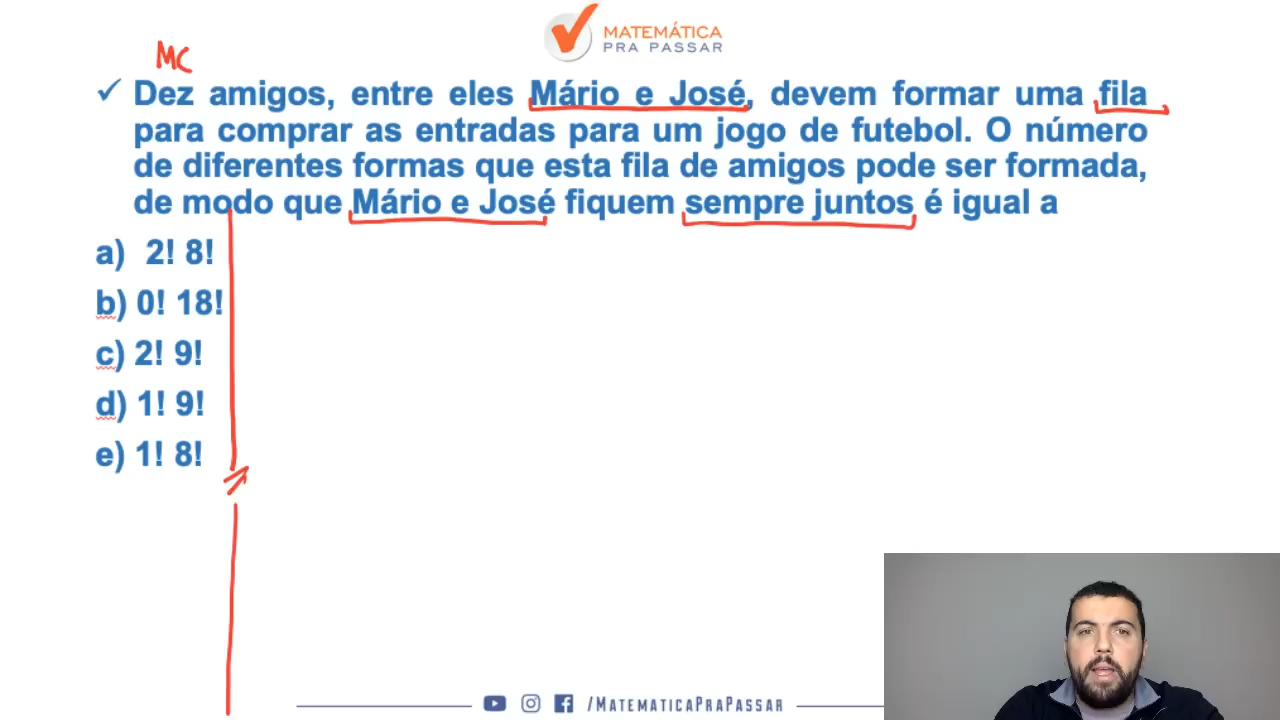 MATEMÁTICA
PRA PASSAR
MC
Dez amigos, entre eles Mário e José, devem formar uma fila
para comprar as entradas para um jogo de futebol. O número
de diferentes formas que esta fila de amigos pode ser formada,
de modo que Mário e José fiquem sempre juntos é igual a
a) 2! 8!
b) 0! 18!
c) 2! 9!
d) 1! 9!
e) 1! 8!
/MATEMATICAPRAPASSAR